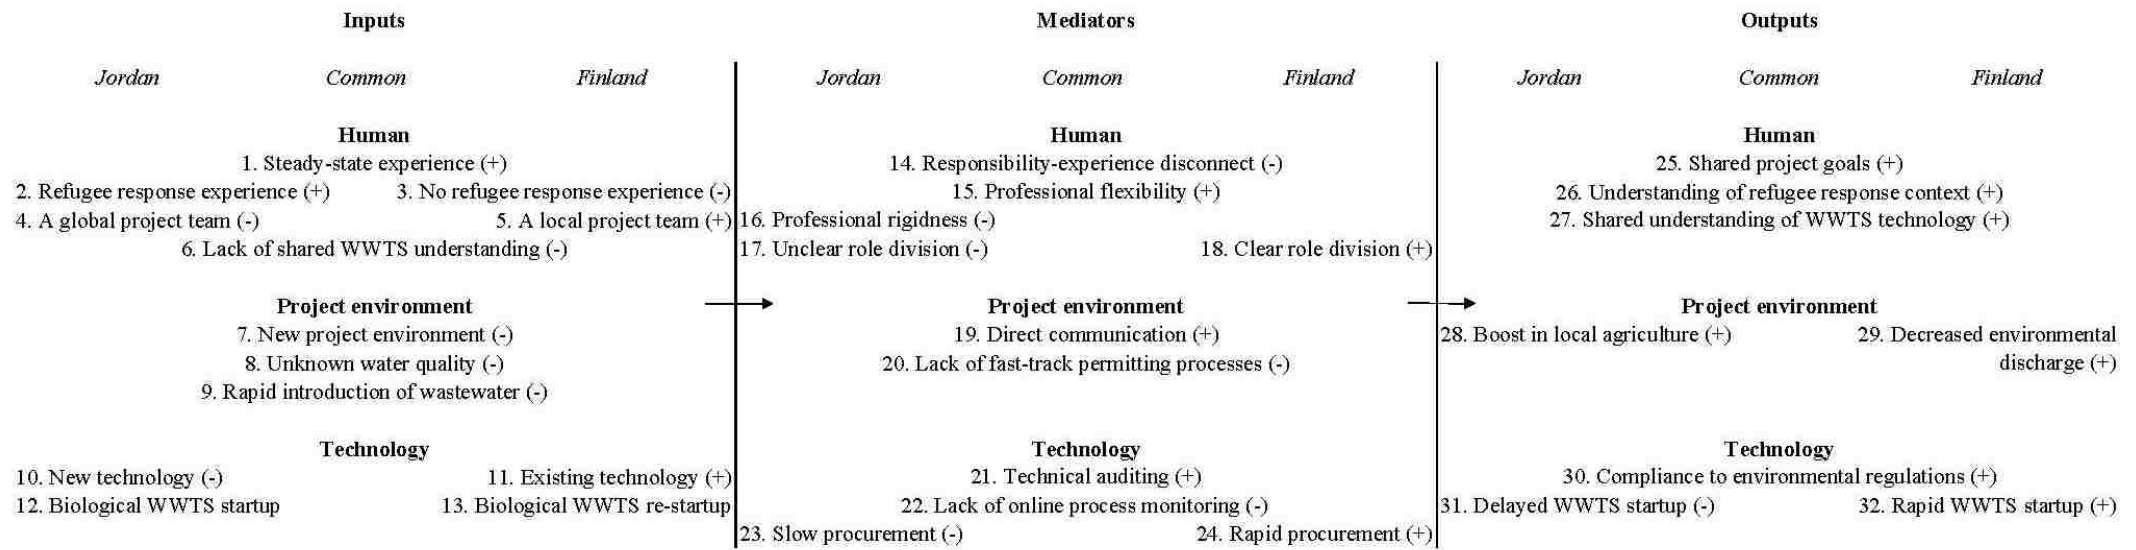 Inputs
Mediators
Outputs
Jordan Common Finland
Jordan Common Finland
Jordan Common Finland
Human
1. Steady-state experience (+)
2. Refugee response experience (+) 3. No refugee response experience (-)
4. A global project team (-) 5. A local project team (+)
6. Lack of shared WWTS understanding (-)
Project environment
7. New project environment (-)
8. Unknown water quality (-)
9. Rapid introduction of wastewater (-)
Technology
10. New technology (-) 11. Existing technology (+)
12. Biological WWTS startup 13. Biological WWTS re-startup
Human
14. Responsibility-experience disconnect (-)
15. Professional flexibility (+)
16. Professional rigidness (-)
17. Unclear role division (-) 18. Clear role division (+)
Project environment
19. Direct communication (+)
20. Lack of fast-track permitting processes (-)
Technology
21. Technical auditing (+)
22. Lack of online process monitoring (-)
23. Slow procurement (-) 24. Rapid procurement (+)
Human
25. Shared project goals (+)
26. Understanding of refugee response context (+)
27. Shared understanding of WWTS technology (+)
Project environment
28. Boost in local agriculture (+) 29. Decreased environmental
discharge (+)
Technology
30. Compliance to environmental regulations (+)
31. Delayed WWTS startup (-) 32. Rapid WWTS startup (+)